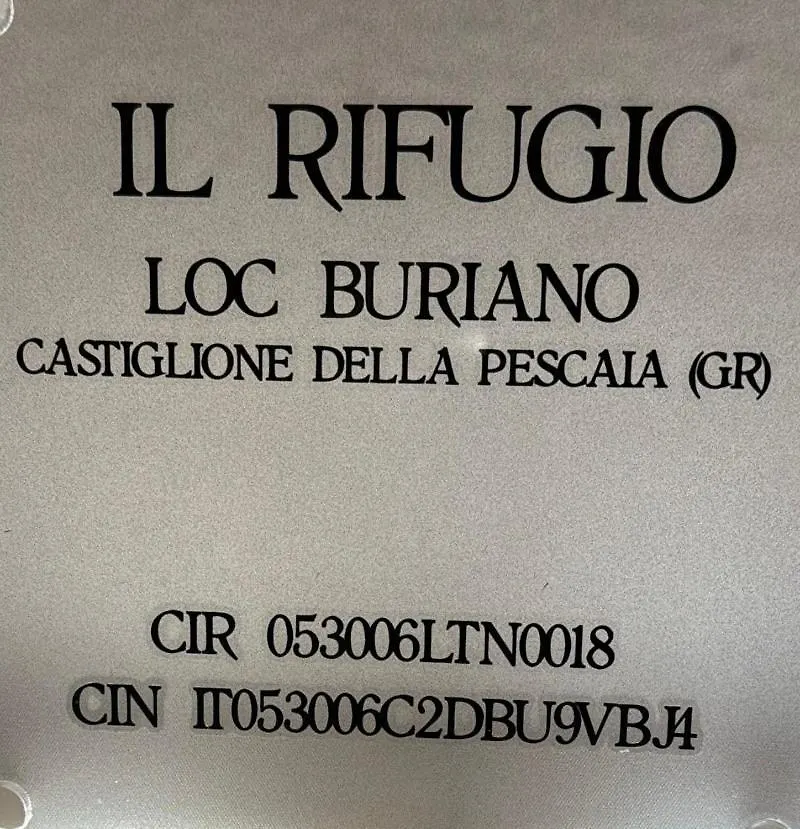 IL RIFUGIO
LOC BURIANO
CASTIGLIONE DELLA PESCAIA (GR)
CIR 053006LTN0018
CIN IT053006C2DBU9VBJ4